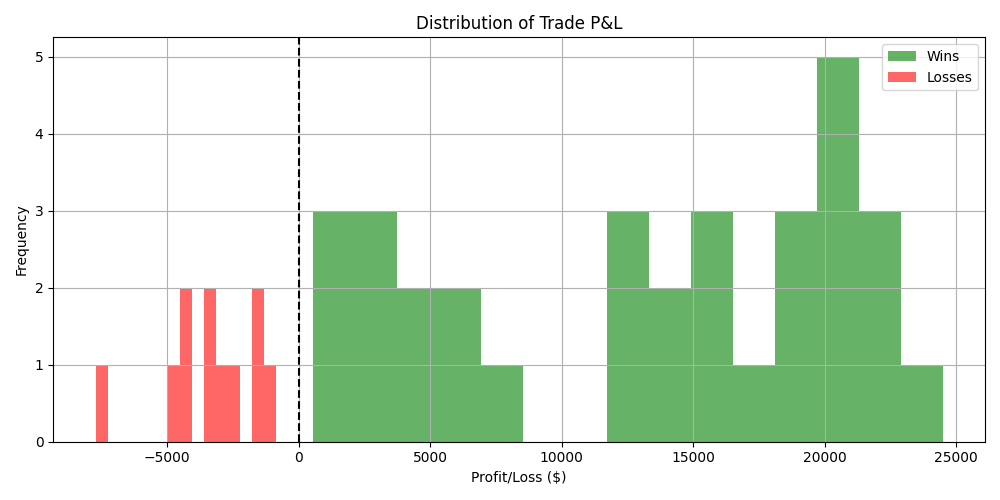 Distribution of Trade P&L
Wins
Losses
Frequency
5
4
3
2
1
0
−5000 0 5000 10000 15000 20000 25000
Profit/Loss ($)